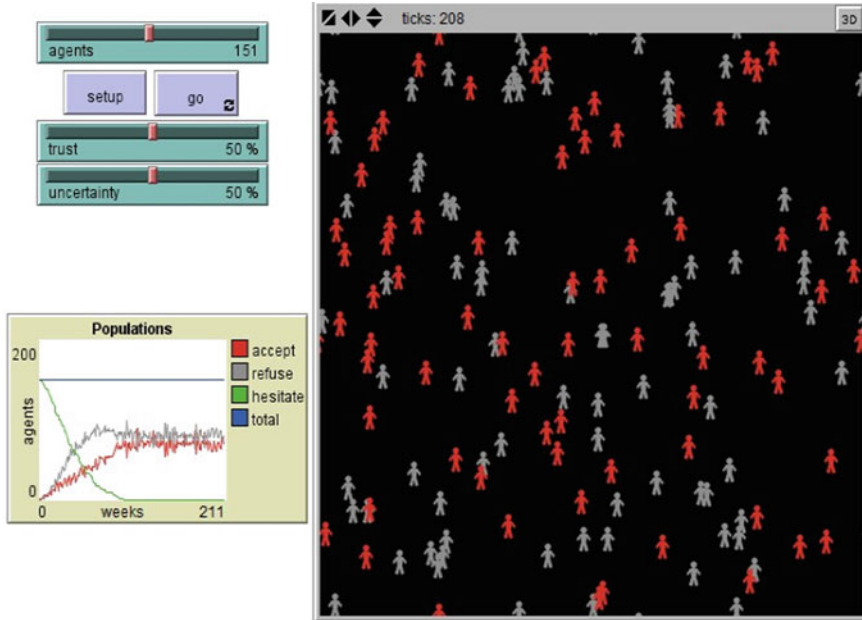 agents 151
setup
go
trust 50 %
uncertainty 50 %
Populations
200
agents
0
0 weeks 211
accept
refuse
hesitate
total
ticks: 208
3D